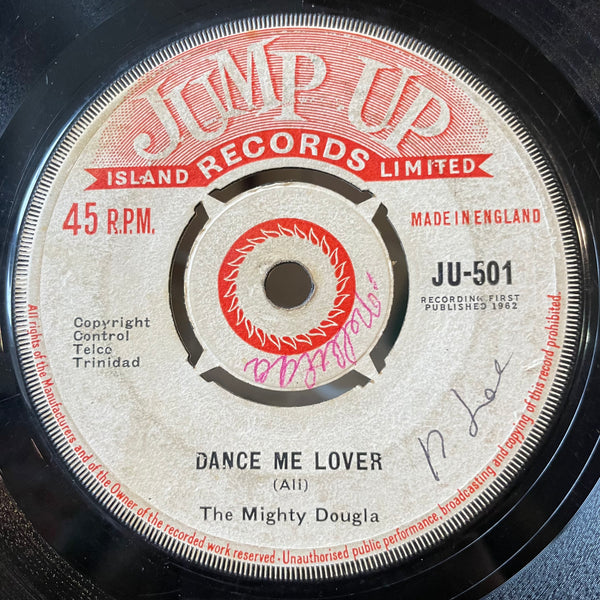 JUMP UP
ISLAND RECORDS LIMITED
45 R.P.M.
MADE IN ENGLAND
JU-501
RECORDING FIRST
PUBLISHED 1962
Copyright
Control
Telco
Trinidad
DANCE ME LOVER
(Ali)
The Mighty Dougla
All rights of the Manufacturers and of the Owner of the recorded work reserved - Unauthorised public performance, broadcasting and copying of this record prohibited.